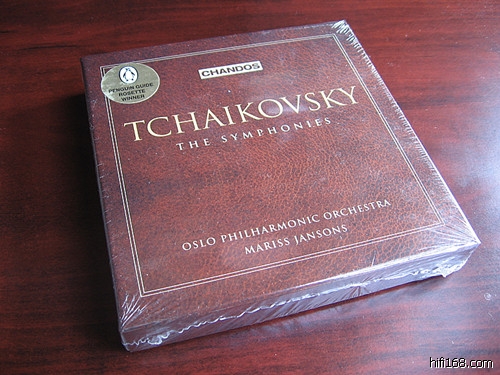 CHANDOS
PENGUIN GUIDE
ROSETTE
WINNER
TCHAIKOVSKY
THE SYMPHONIES
OSLO PHILHARMONIC ORCHESTRA
MARISS JANSONS
hifi168.com